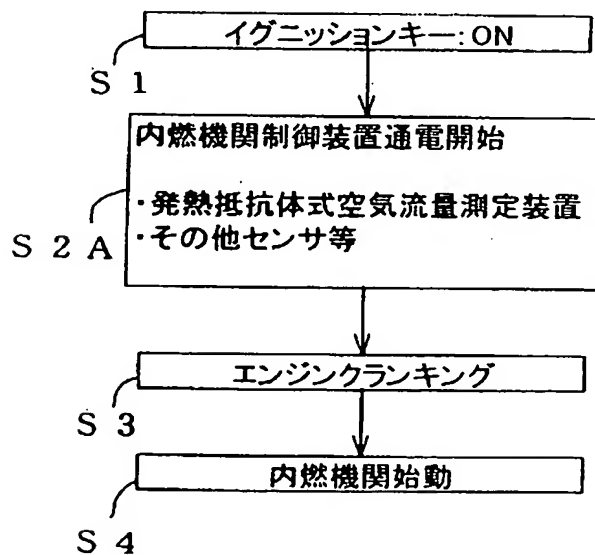 イグニッションキー:ON
S 1
内燃機関制御装置通電開始
・発熱抵抗体式空気流量測定装置
・その他センサ等
S 2 A
エンジンクランキング
S 3
内燃機関始動
S 4